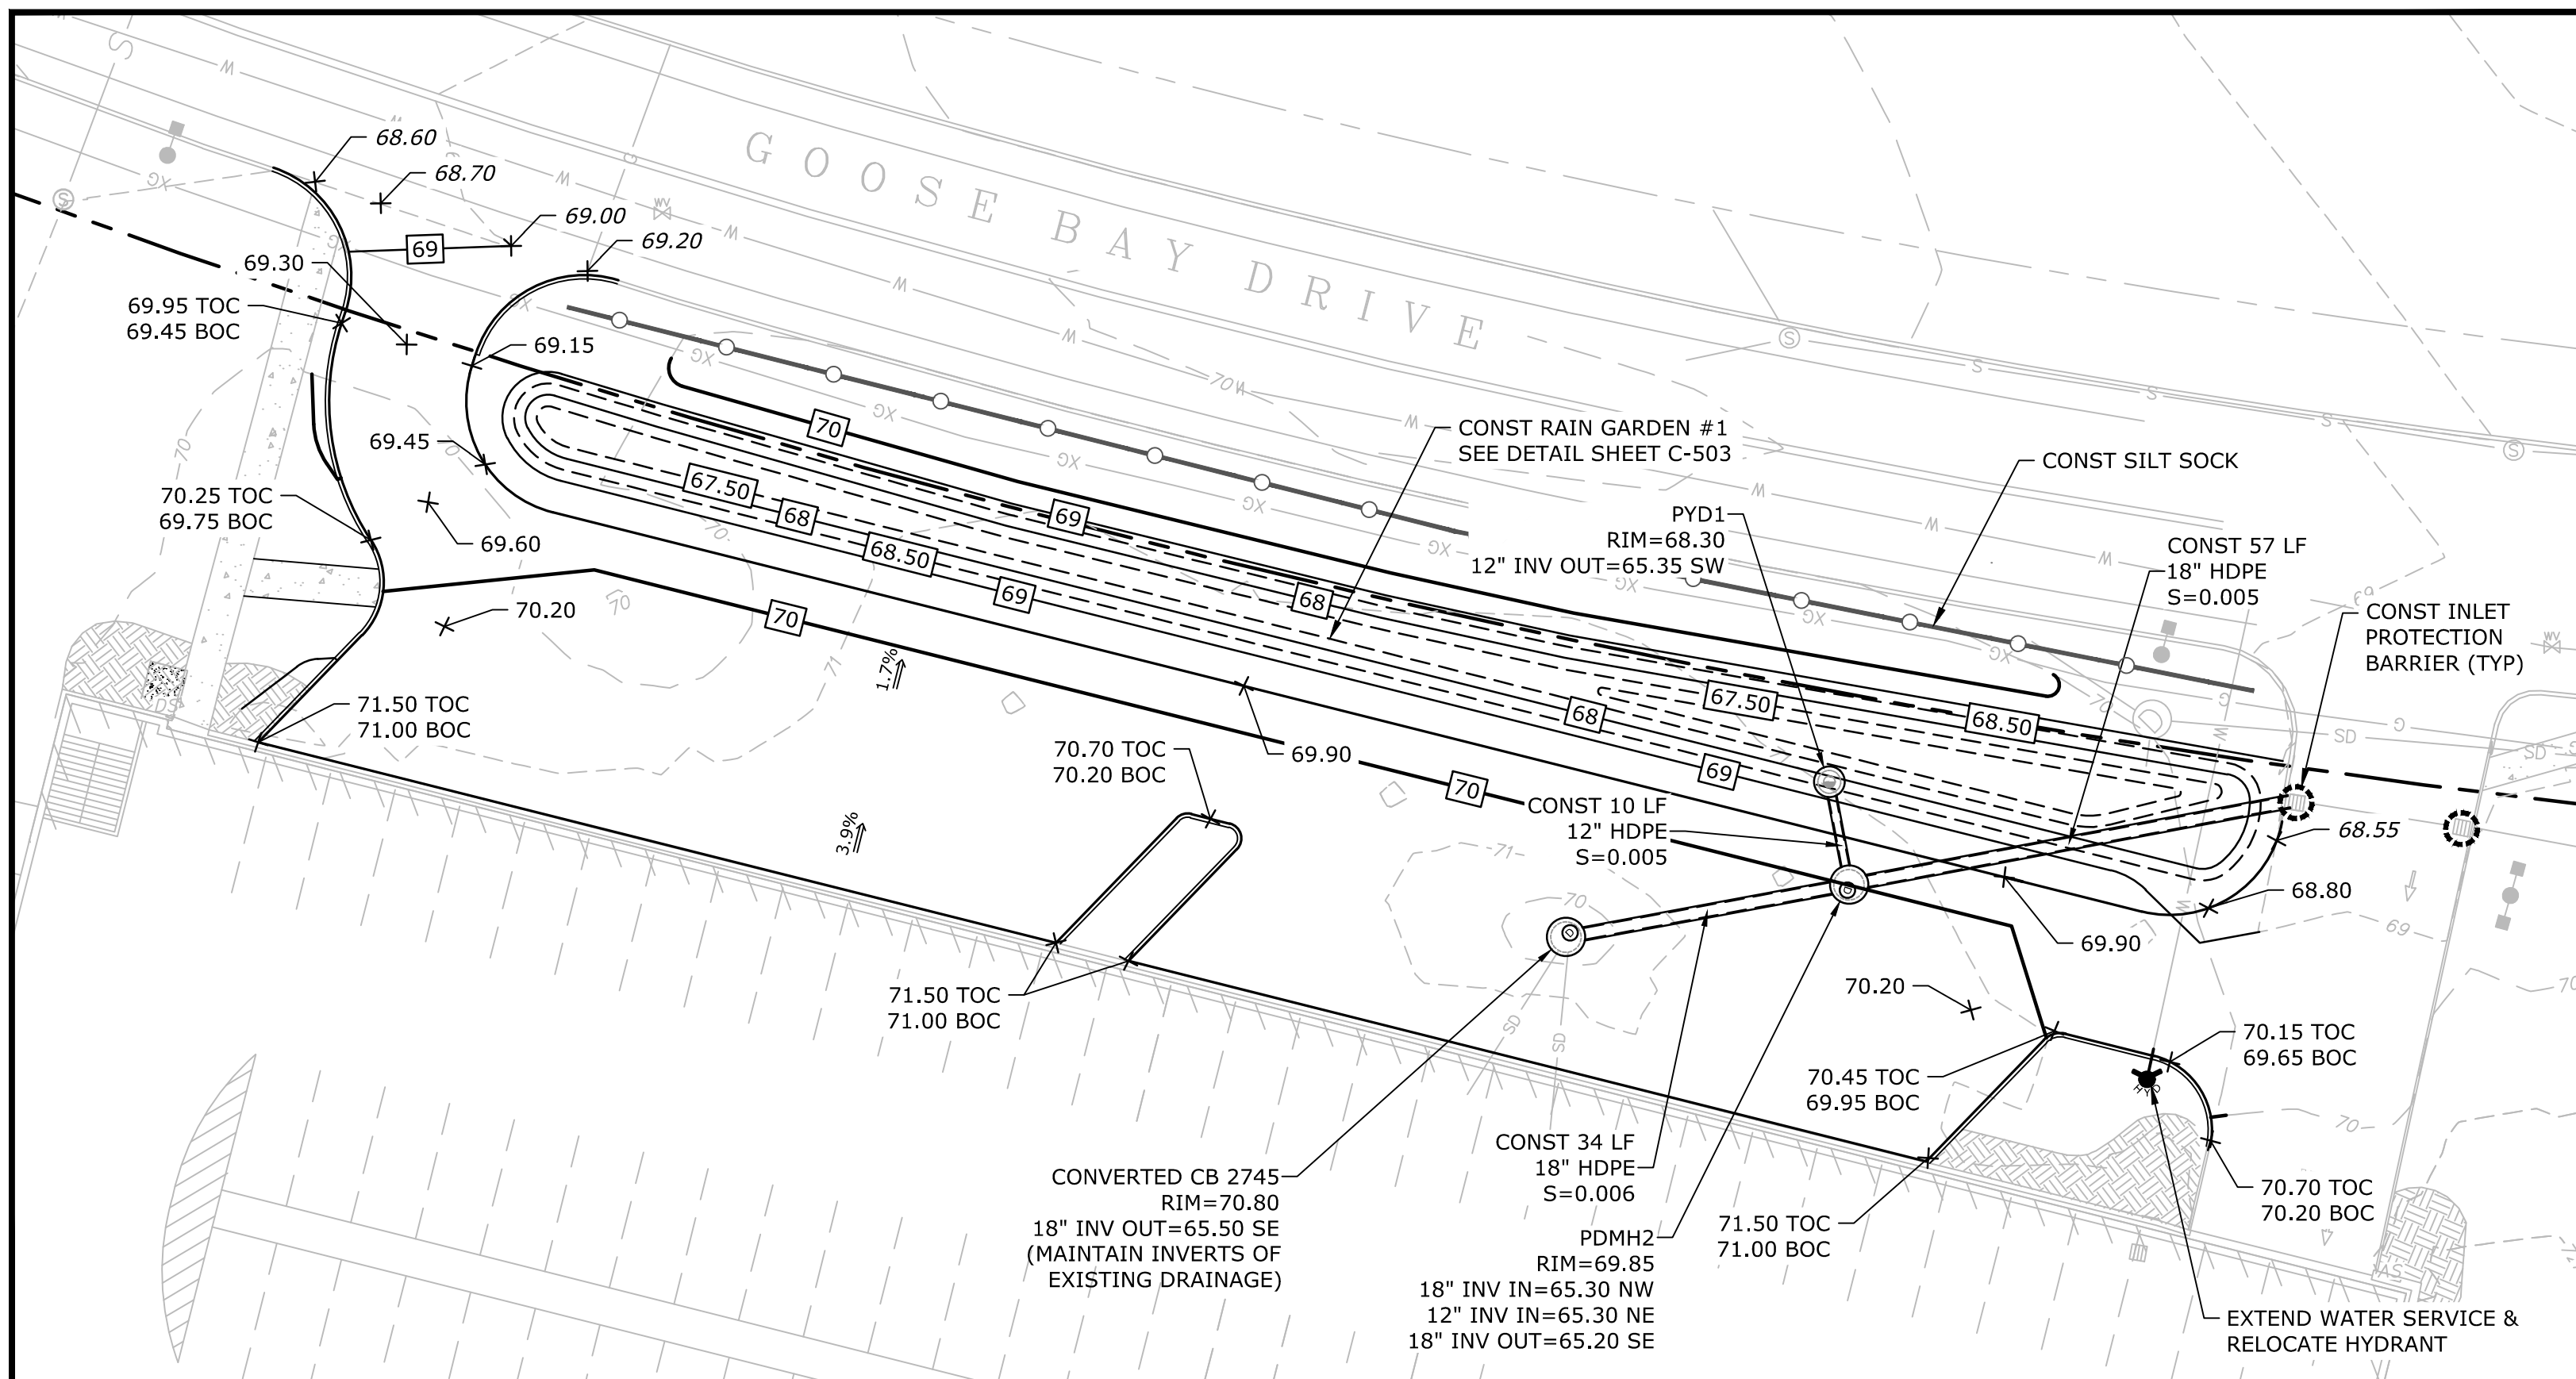 GOOSE BAY DRIVE
68.60
68.70
69.00
69.20
69
69.30
69.95 TOC
69.45 BOC
69.15
69.45
70.25 TOC
69.75 BOC
69.60
70.20
71.50 TOC
71.00 BOC
70
67.50
68
68.50
69
69
70
68
CONST RAIN GARDEN #1
SEE DETAIL SHEET C-503
CONST SILT SOCK
PYD1
RIM=68.30
12" INV OUT=65.35 SW
CONST 57 LF
18" HDPE
S=0.005
CONST INLET
PROTECTION
BARRIER (TYP)
1.7%
3.9%
69.90
70.70 TOC
70.20 BOC
68
67.50
68.50
69
70
CONST 10 LF
12" HDPE
S=0.005
68.55
68.80
69.90
70.20
71.50 TOC
71.00 BOC
70.15 TOC
69.65 BOC
70.45 TOC
69.95 BOC
HYD
CONST 34 LF
18" HDPE
S=0.006
CONVERTED CB 2745
RIM=70.80
18" INV OUT=65.50 SE
(MAINTAIN INVERTS OF
EXISTING DRAINAGE)
PDMH2
RIM=69.85
18" INV IN=65.30 NW
12" INV IN=65.30 NE
18" INV OUT=65.20 SE
71.50 TOC
71.00 BOC
70.70 TOC
70.20 BOC
EXTEND WATER SERVICE &
RELOCATE HYDRANT
S
W
XG
G
WV
70
71
69
SD
DS
AS
D